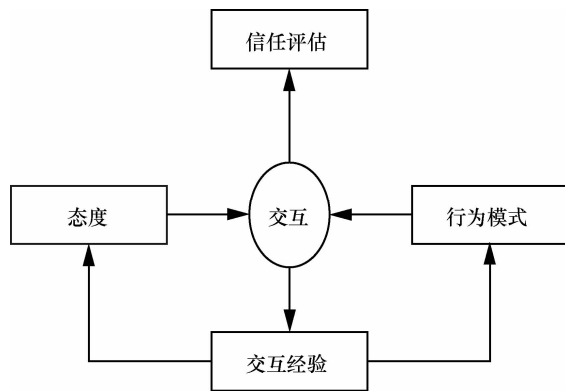 信任评估
态度
交互
行为模式
交互经验